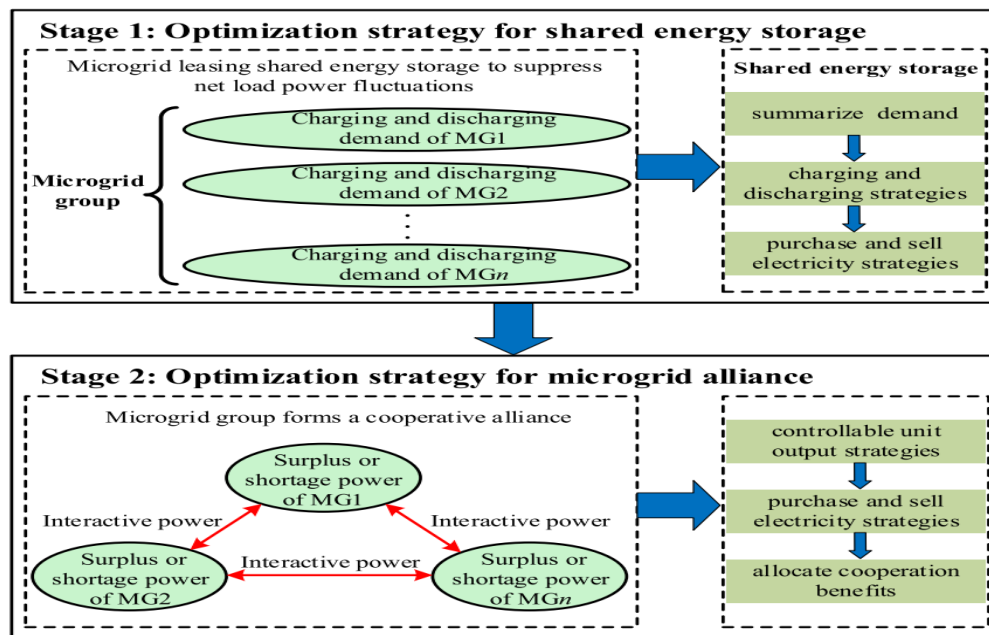 Stage 1: Optimization strategy for shared energy storage
Microgrid leasing shared energy storage to suppress
net load power fluctuations
Microgrid
group
Charging and discharging
demand of MG1
Charging and discharging
demand of MG2
⋮
Charging and discharging
demand of MGn
Shared energy storage
summarize demand
charging and
discharging strategies
purchase and sell
electricity strategies
Stage 2: Optimization strategy for microgrid alliance
Microgrid group forms a cooperative alliance
Surplus or
shortage power
of MG1
Interactive power
Interactive power
Interactive power
Surplus or
shortage power
of MG2
Surplus or
shortage power
of MGn
controllable unit
output strategies
purchase and sell
electricity strategies
allocate cooperation
benefits